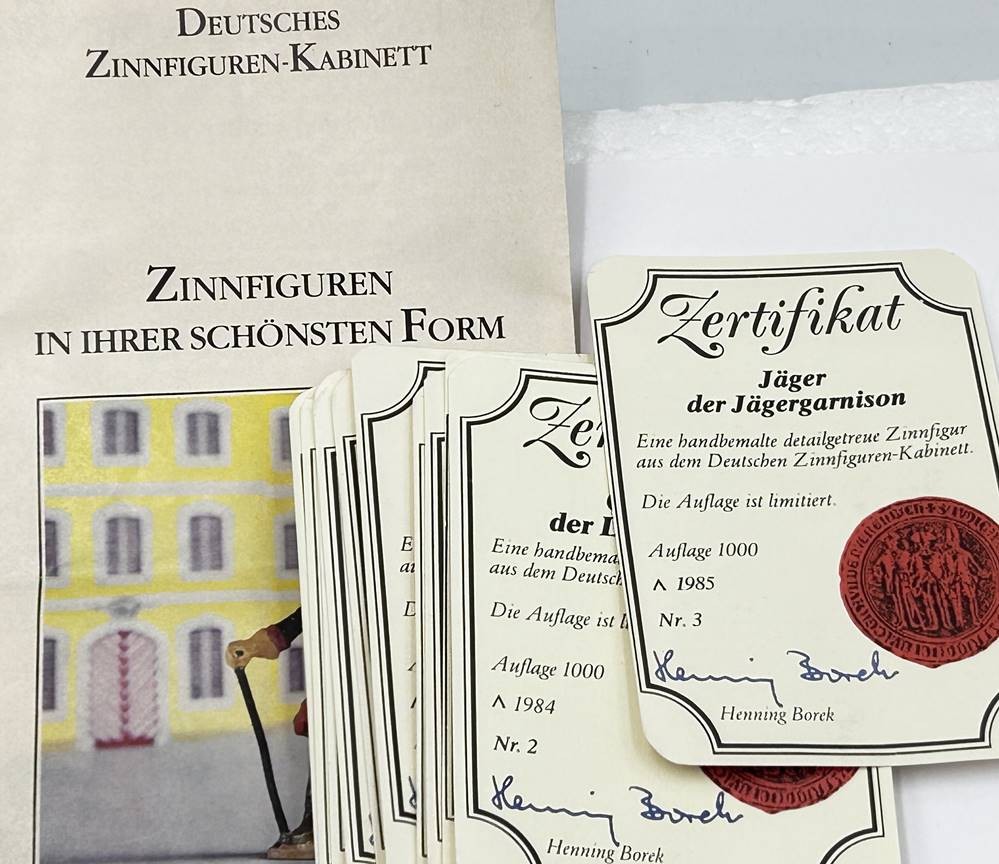 DEUTSCHES
ZINNFIGUREN-KABINETT
ZINNFIGUREN
IN IHRER SCHÖNSTEN FORM
Zertifikat
Jäger
der Jägergarnison
Eine handbemalte detailgetreue Zinnfigur
aus dem Deutschen Zinnfiguren-Kabinett.
Die Auflage ist limitiert.
Auflage 1000
1985
Nr. 3
Henning Borek
Henning Borek
der
Eine
aus dem
Die Auflage ist
Auflage 1000
1984
Nr. 2
Henning Borek
Henning Borek